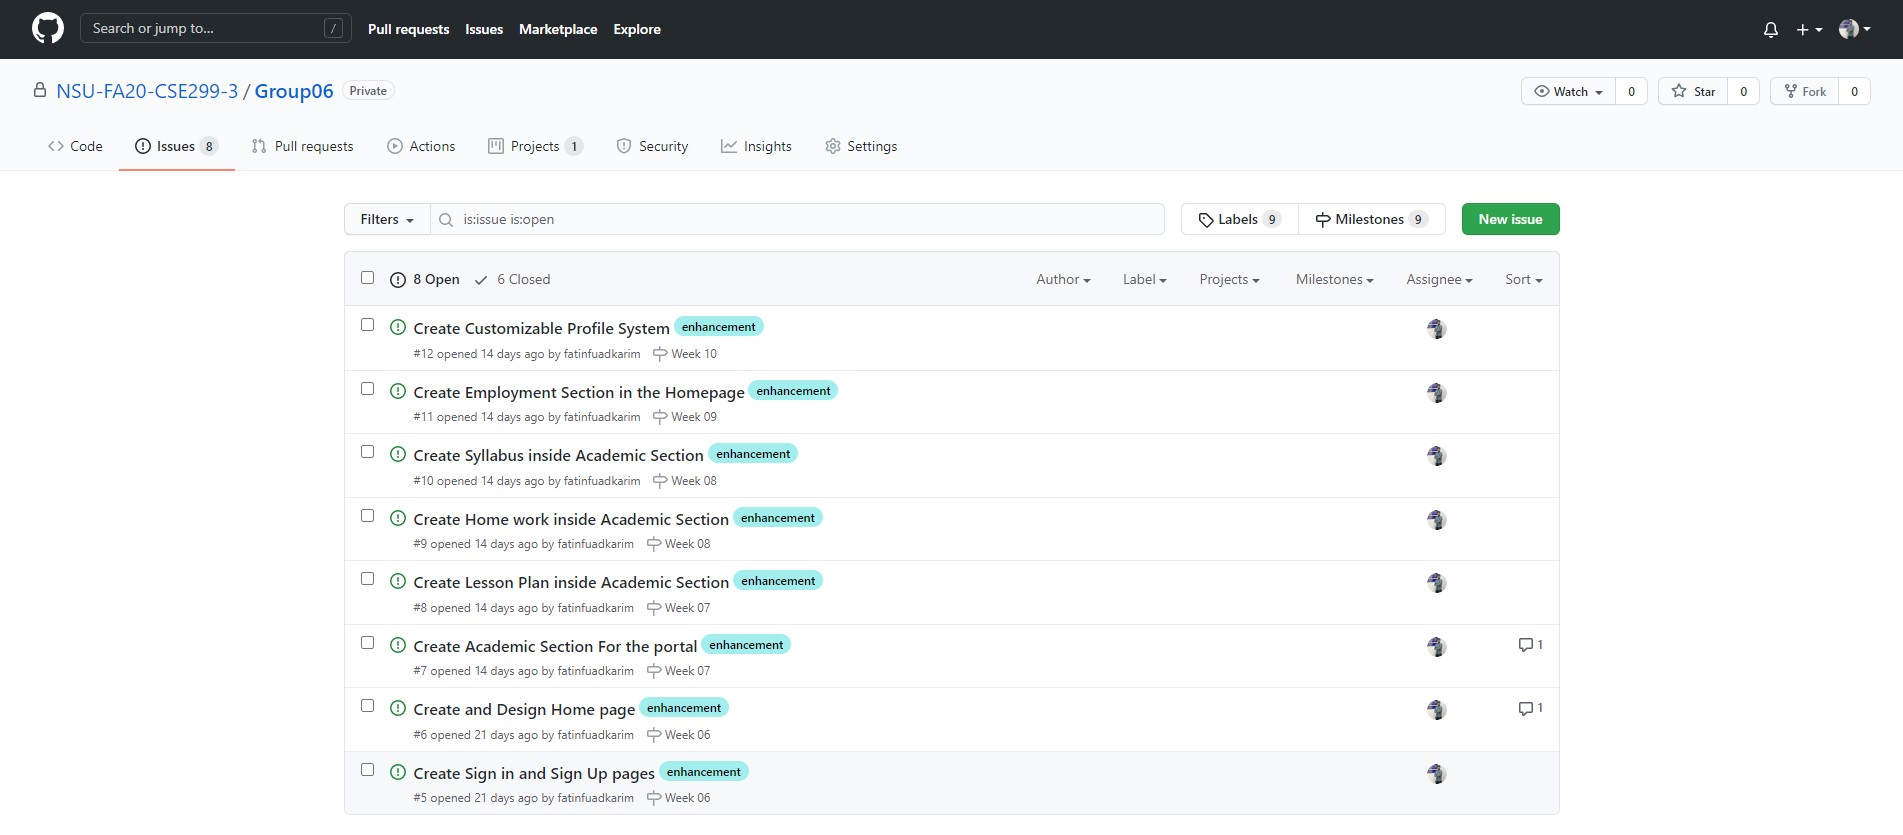 Search or jump to... /
Pull requests Issues Marketplace Explore
NSU-FA20-CSE299-3 / Group06 Private
Watch 0 Star 0 Fork 0
Code Issues 8 Pull requests Actions Projects 1 Security Insights Settings
Filters is:issue is:open Labels 9 Milestones 9 New issue
8 Open 6 Closed Author Label Projects Milestones Assignee Sort
Create Customizable Profile System enhancement
#12 opened 14 days ago by fatinfuadkarim Week 10
Create Employment Section in the Homepage enhancement
#11 opened 14 days ago by fatinfuadkarim Week 09
Create Syllabus inside Academic Section enhancement
#10 opened 14 days ago by fatinfuadkarim Week 08
Create Home work inside Academic Section enhancement
#9 opened 14 days ago by fatinfuadkarim Week 08
Create Lesson Plan inside Academic Section enhancement
#8 opened 14 days ago by fatinfuadkarim Week 07
Create Academic Section For the portal enhancement 1
#7 opened 14 days ago by fatinfuadkarim Week 07
Create and Design Home page enhancement 1
#6 opened 21 days ago by fatinfuadkarim Week 06
Create Sign in and Sign Up pages enhancement
#5 opened 21 days ago by fatinfuadkarim Week 06